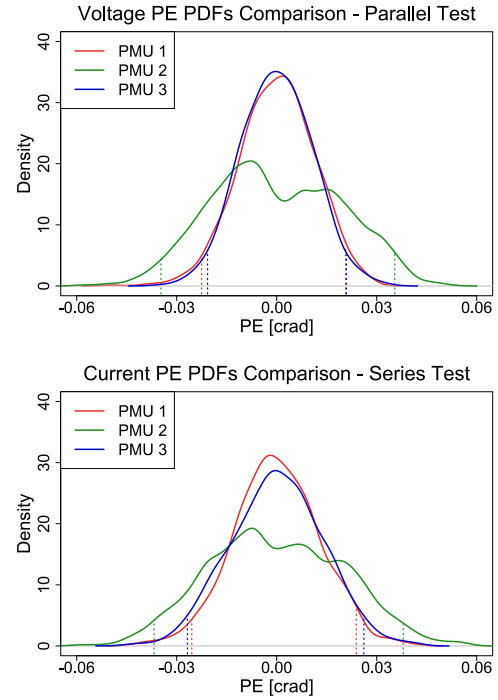 Voltage PE PDFs Comparison - Parallel Test
PMU 1
PMU 2
PMU 3
Density
0
10
20
30
40
-0.06
-0.03
0.00
0.03
0.06
PE [crad]
Current PE PDFs Comparison - Series Test
PMU 1
PMU 2
PMU 3
Density
0
10
20
30
40
-0.06
-0.03
0.00
0.03
0.06
PE [crad]